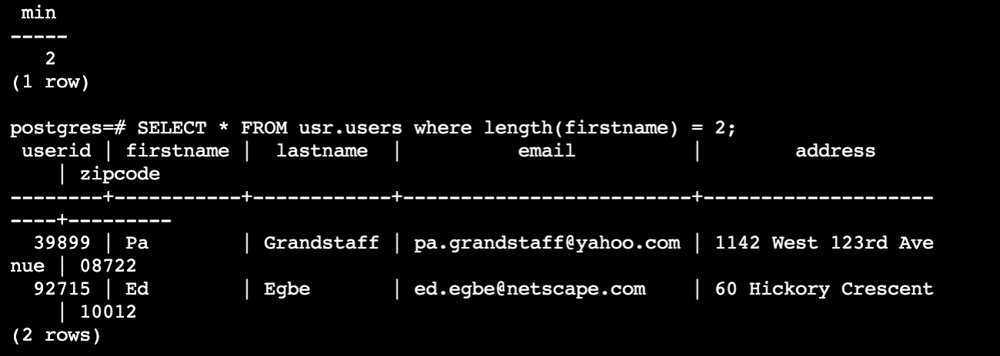 min
-----
   2
(1 row)

postgres=# SELECT * FROM usr.users where length(firstname) = 2;
 userid | firstname |  lastname  |          email          |        address
    | zipcode
--------+-----------+------------+-------------------------+--------------------
----+---------
  39899 | Pa        | Grandstaff | pa.grandstaff@yahoo.com | 1142 West 123rd Ave
nue | 08722
  92715 | Ed        | Egbe       | ed.egbe@netscape.com    | 60 Hickory Crescent
    | 10012
(2 rows)